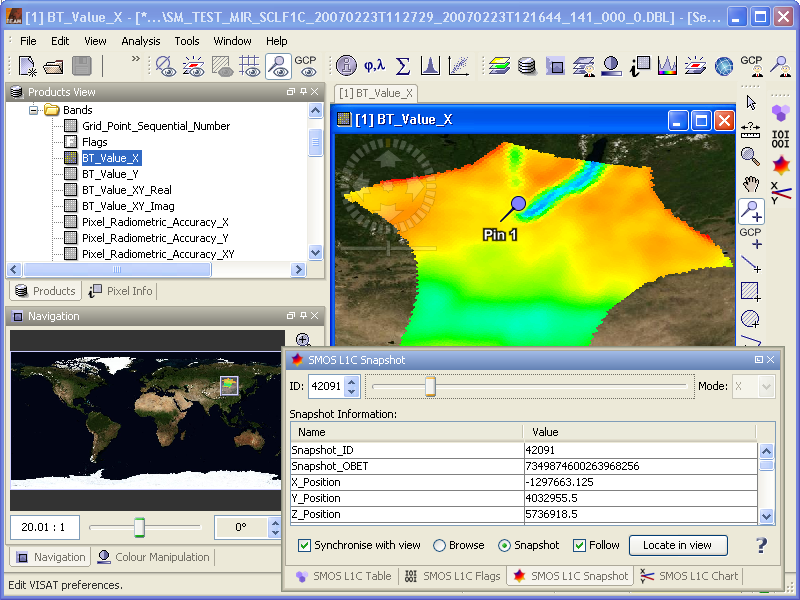 [1] BT_Value_X - [*...\SM_TEST_MIR_SCLF1C_20070223T112729_20070223T121644_141_000_0.DBL] - [Se...
File Edit View Analysis Tools Window Help
» GCP φ,λ Σ GCP
Products View
[1] BT_Value_X
Bands
Grid_Point_Sequential_Number
Flags
BT_Value_X
BT_Value_Y
BT_Value_XY_Real
BT_Value_XY_Imag
Pixel_Radiometric_Accuracy_X
Pixel_Radiometric_Accuracy_Y
Pixel_Radiometric_Accuracy_XY
Products Pixel Info
[1] BT_Value_X
Pin 1
GCP
X
Y
Navigation
20.01 : 1
0°
Navigation Colour Manipulation
SMOS L1C Snapshot
ID: 42091 Mode: X
Snapshot Information:
Name Value
Snapshot_ID 42091
Snapshot_OBET 7349874600263968256
X_Position -1297663.125
Y_Position 4032955.5
Z_Position 5736918.5
Synchronise with view Browse Snapshot Follow Locate in view ?
SMOS L1C Table SMOS L1C Flags SMOS L1C Snapshot SMOS L1C Chart
Edit VISAT preferences.